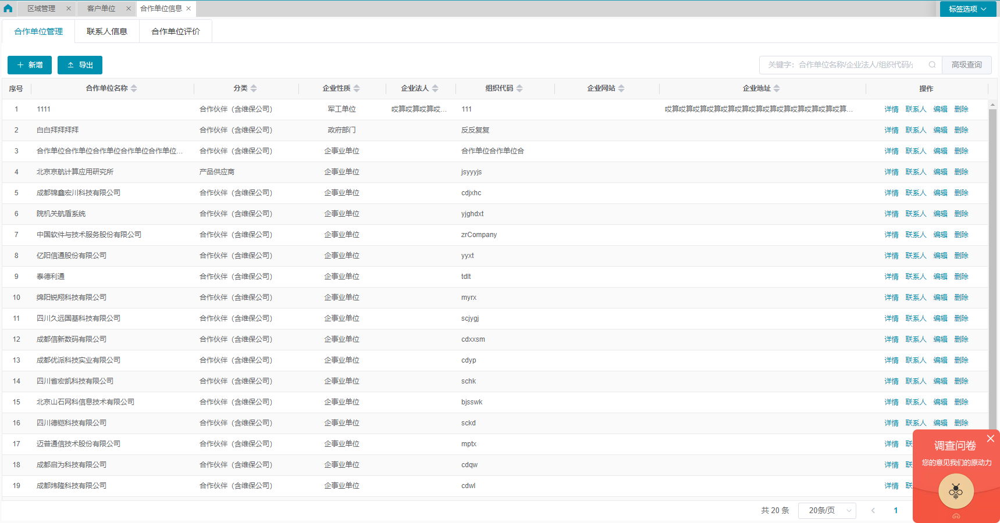 区域管理 × 客户单位 × 合作单位信息 × 标签选项
合作单位管理 联系人信息 合作单位评价
+ 新增 导出 关键字：合作单位名称/企业法人/组织代码/ 高级查询
序号 合作单位名称 分类 企业性质 企业法人 组织代码 企业网站 企业地址 操作
1 1111 合作伙伴（含维保公司） 军工单位 哎算哎算哎算哎... 111 哎算哎算哎算哎算哎算哎算哎算哎算哎算哎算哎算哎算哎算... 详情 联系人 编辑 删除
2 白白拜拜拜拜 合作伙伴（含维保公司） 政府部门 反反复复 详情 联系人 编辑 删除
3 合作单位合作单位合作单位合作单位合作单位... 合作伙伴（含维保公司） 企事业单位 合作单位合作单位合 详情 联系人 编辑 删除
4 北京京航计算应用研究所 产品供应商 企事业单位 jsyyyjs 详情 联系人 编辑 删除
5 成都锦鑫宏川科技有限公司 合作伙伴（含维保公司） 企事业单位 cdjxhc 详情 联系人 编辑 删除
6 院机关航盾系统 合作伙伴（含维保公司） 企事业单位 yjghdxt 详情 联系人 编辑 删除
7 中国软件与技术服务股份有限公司 合作伙伴（含维保公司） 企事业单位 zrCompany 详情 联系人 编辑 删除
8 亿阳信通股份有限公司 合作伙伴（含维保公司） 企事业单位 yyxt 详情 联系人 编辑 删除
9 泰德利通 合作伙伴（含维保公司） 企事业单位 tdlt 详情 联系人 编辑 删除
10 绵阳锐翔科技有限公司 合作伙伴（含维保公司） 企事业单位 myrx 详情 联系人 编辑 删除
11 四川久远国基科技有限公司 合作伙伴（含维保公司） 企事业单位 scjygj 详情 联系人 编辑 删除
12 成都信新数码有限公司 合作伙伴（含维保公司） 企事业单位 cdxxsm 详情 联系人 编辑 删除
13 成都优派科技实业有限公司 合作伙伴（含维保公司） 企事业单位 cdyp 详情 联系人 编辑 删除
14 四川省宏凯科技有限公司 合作伙伴（含维保公司） 企事业单位 schk 详情 联系人 编辑 删除
15 北京山石网科信息技术有限公司 合作伙伴（含维保公司） 企事业单位 bjsswk 详情 联系人 编辑 删除
16 四川德铠科技有限公司 合作伙伴（含维保公司） 企事业单位 sckd 详情 联系人 编辑 删除
17 迈普通信技术股份有限公司 合作伙伴（含维保公司） 企事业单位 mptx 详情 联
18 成都启为科技有限公司 合作伙伴（含维保公司） 企事业单位 cdqw 详情 联
19 成都炜隆科技有限公司 合作伙伴（含维保公司） 企事业单位 cdwl 详情 联
调查问卷
您的意见我们的原动力
共 20 条 20条/页 < 1